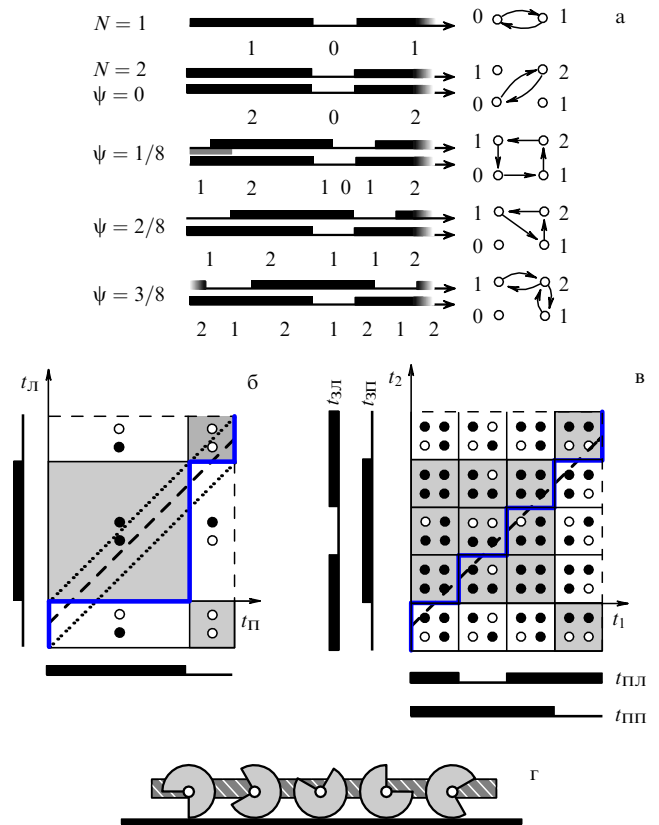 N = 1
0 1
а
1 0 1
N = 2
ψ = 0
1 2
0 1
2 0 2
ψ = 1/8
1 2
0 1
1 2 1 0 1 2
ψ = 2/8
1 2
0 1
1 2 1 1 2
ψ = 3/8
1 2
0 1
2 1 2 1 2 1 2
tЛ
б
tП
tЗЛ
tЗП
t2
в
t1
tПЛ
tПП
г